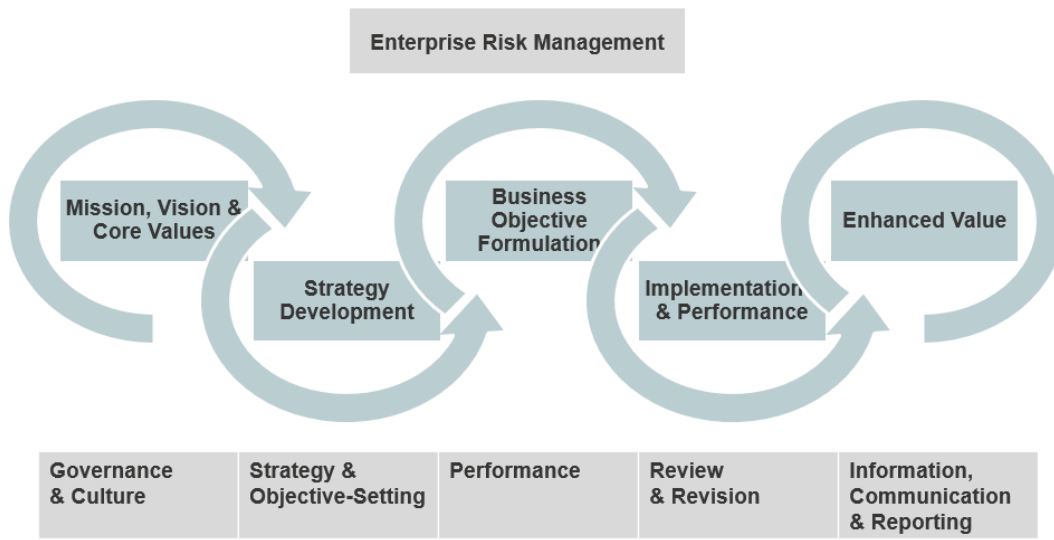 Enterprise Risk Management
Mission, Vision &
Core Values
Strategy
Development
Business
Objective
Formulation
Implementation
& Performance
Enhanced Value
Governance
& Culture
Strategy &
Objective-Setting
Performance
Review
& Revision
Information,
Communication
& Reporting